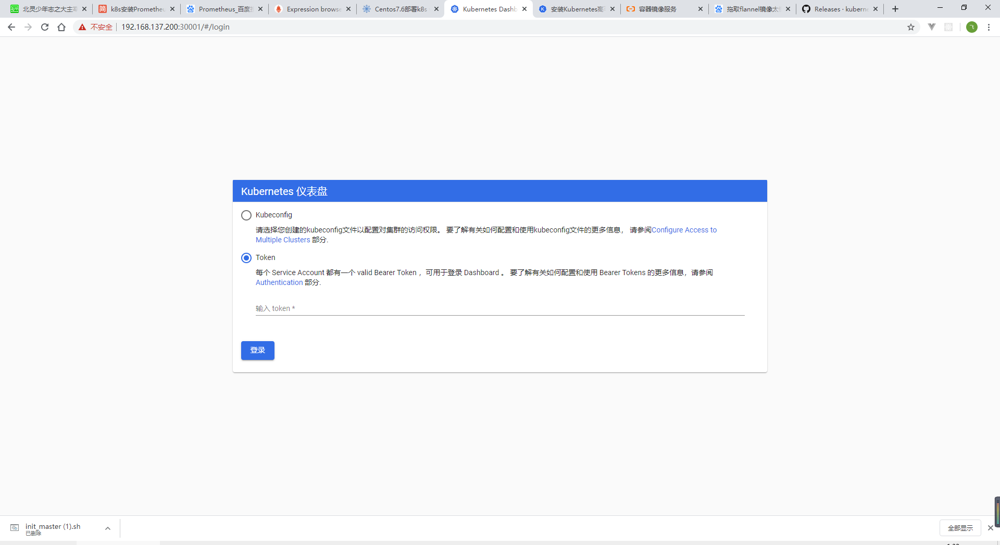 北灵少年志之大主宰
k8s安装Prometheu
Prometheus_百度搜
Expression browse
Centos7.6部署k8s
Kubernetes Dashb
安装Kubernetes高
容器镜像服务
拖取flannel镜像太
Releases · kuberne
不安全
192.168.137.200:30001/#/login
Kubernetes 仪表盘
Kubeconfig
请选择您创建的kubeconfig文件以配置对集群的访问权限。 要了解有关如何配置和使用kubeconfig文件的更多信息， 请参阅Configure Access to
Multiple Clusters 部分.
Token
每个 Service Account 都有一个 valid Bearer Token ，可用于登录 Dashboard 。 要了解有关如何配置和使用 Bearer Tokens 的更多信息，请参阅
Authentication 部分.
输入 token *
登录
init_master (1).sh
已删除
全部显示